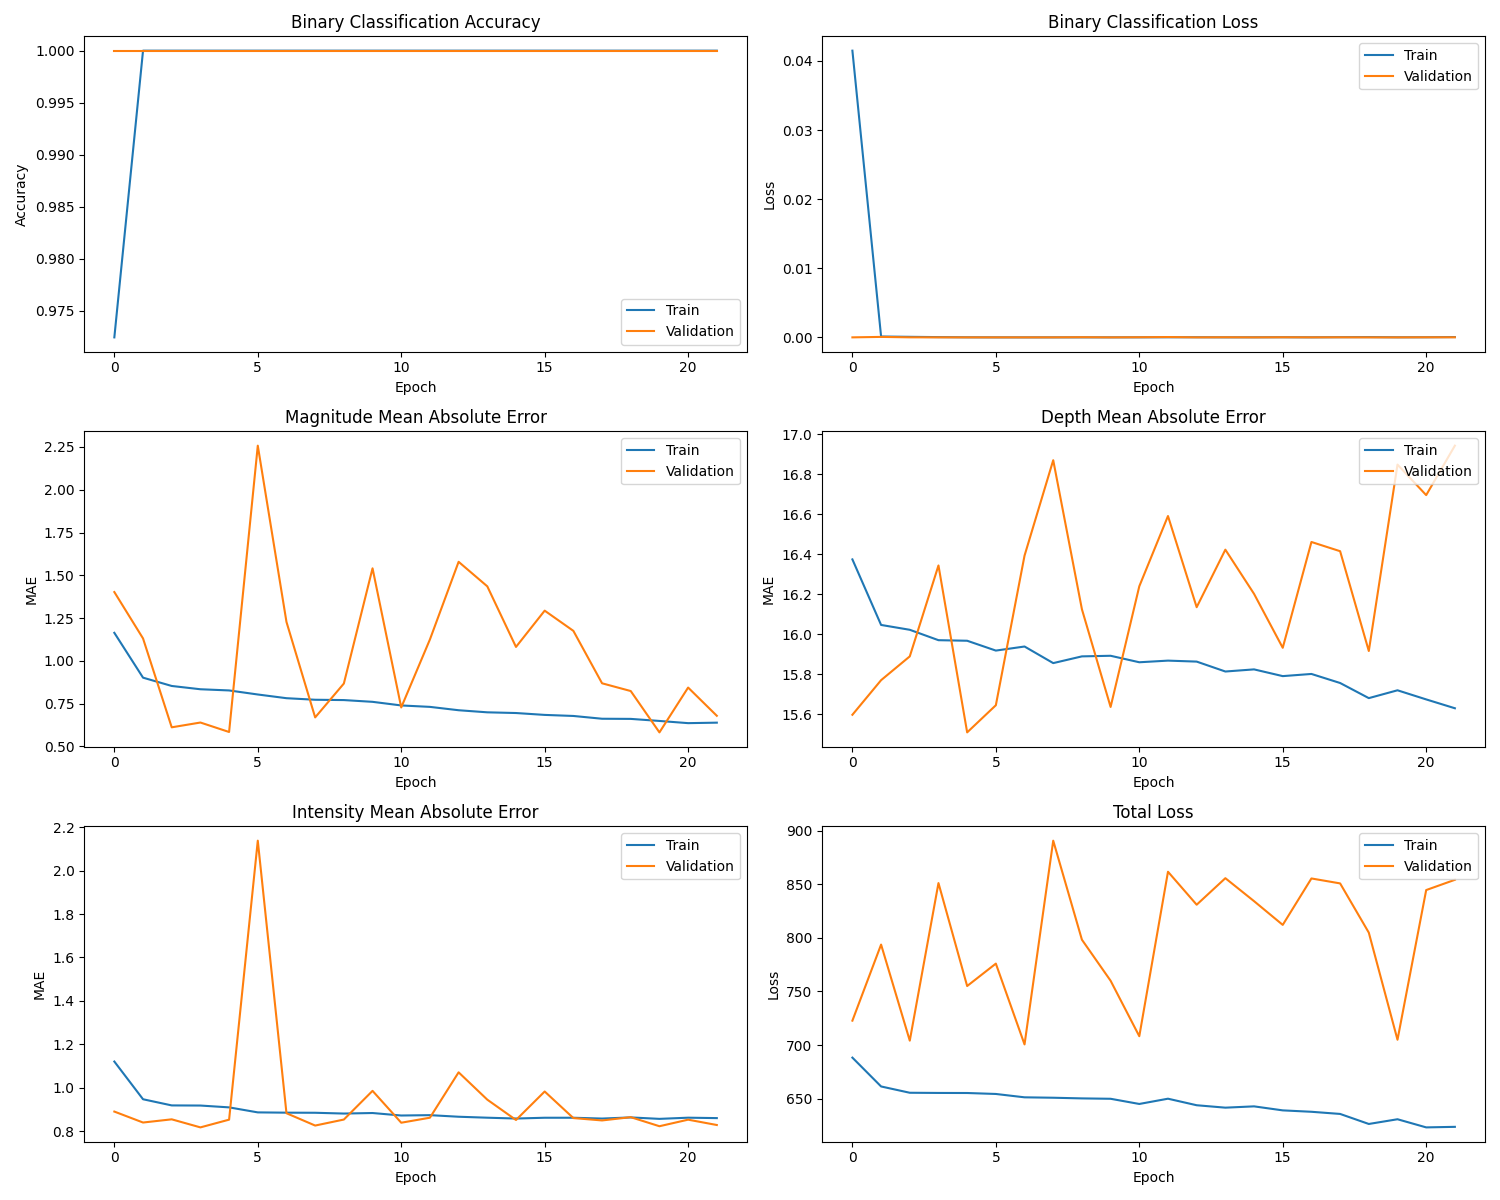 Binary Classification Accuracy
1.000
0.995
0.990
0.985
0.980
0.975
Accuracy
0
5
10
15
20
Epoch
Train
Validation
Binary Classification Loss
0.04
0.03
0.02
0.01
0.00
Loss
0
5
10
15
20
Epoch
Train
Validation
Magnitude Mean Absolute Error
2.25
2.00
1.75
1.50
1.25
1.00
0.75
0.50
MAE
0
5
10
15
20
Epoch
Train
Validation
Depth Mean Absolute Error
17.0
16.8
16.6
16.4
16.2
16.0
15.8
15.6
MAE
0
5
10
15
20
Epoch
Train
Validation
Intensity Mean Absolute Error
2.2
2.0
1.8
1.6
1.4
1.2
1.0
0.8
MAE
0
5
10
15
20
Epoch
Train
Validation
Total Loss
900
850
800
750
700
650
Loss
0
5
10
15
20
Epoch
Train
Validation